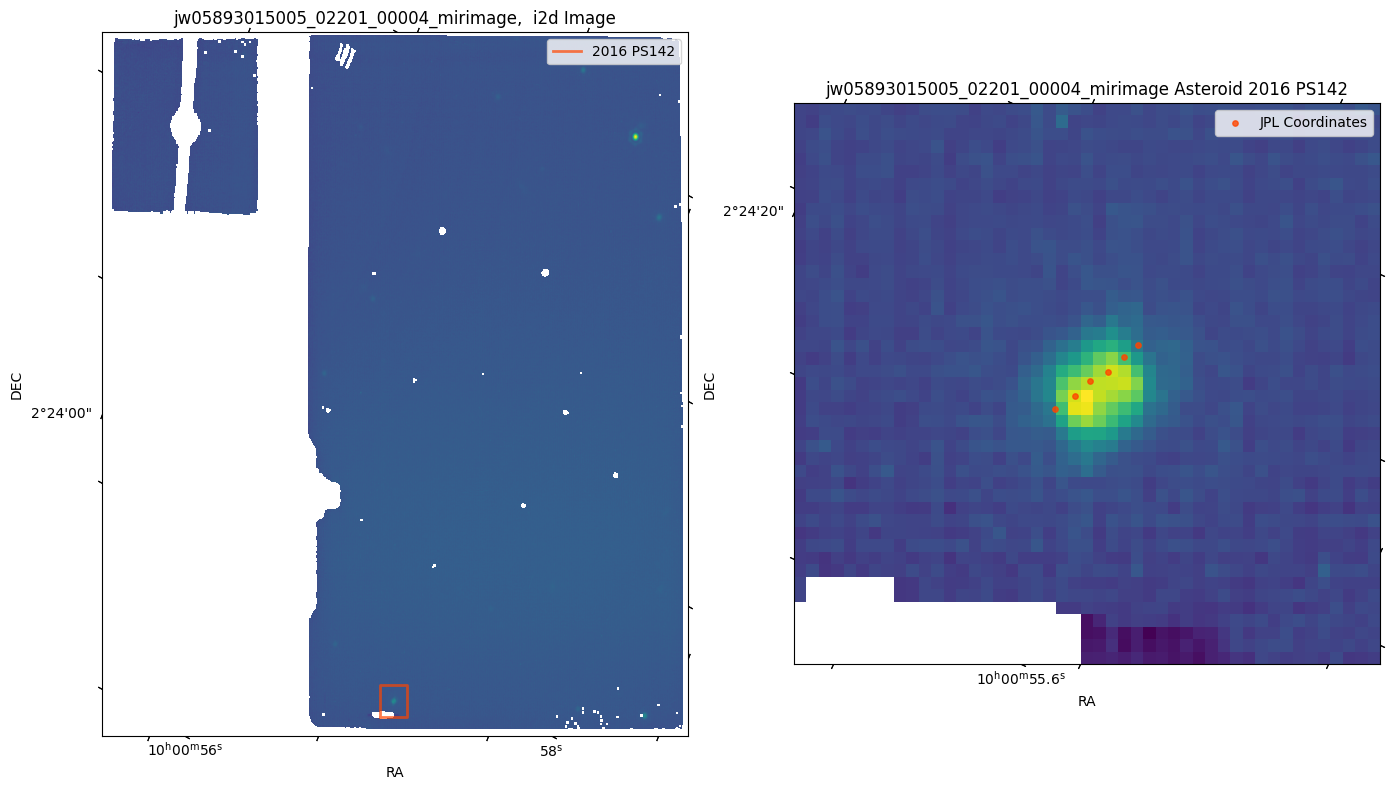 jw05893015005_02201_00004_mirimage,  i2d Image
2016 PS142
DEC
2°24'00"
10ʰ00ᵐ56ˢ
58ˢ
RA
jw05893015005_02201_00004_mirimage Asteroid 2016 PS142
JPL Coordinates
DEC
2°24'20"
10ʰ00ᵐ55.6ˢ
RA